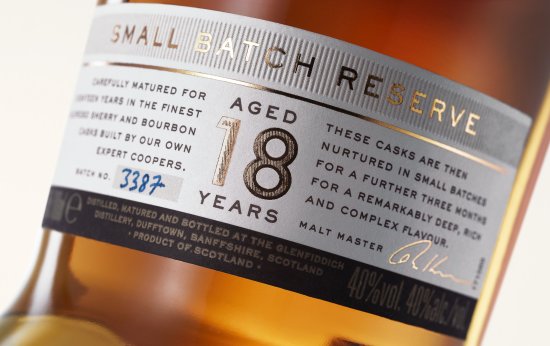 SMALL BATCH RESERVE
CAREFULLY MATURED FOR
EIGHTEEN YEARS IN THE FINEST
OLOROSO SHERRY AND BOURBON
CASKS BUILT BY OUR OWN
EXPERT COOPERS.
BATCH NO. 3387
AGED
18
YEARS
THESE CASKS ARE THEN
NURTURED IN SMALL BATCHES
FOR A FURTHER THREE MONTHS
FOR A REMARKABLY DEEP, RICH
AND COMPLEX FLAVOUR.
MALT MASTER
e DISTILLED, MATURED AND BOTTLED AT THE GLENFIDDICH
DISTILLERY, DUFFTOWN, BANFFSHIRE, SCOTLAND
• PRODUCT OF SCOTLAND •
40%vol. 40%alc./vol.